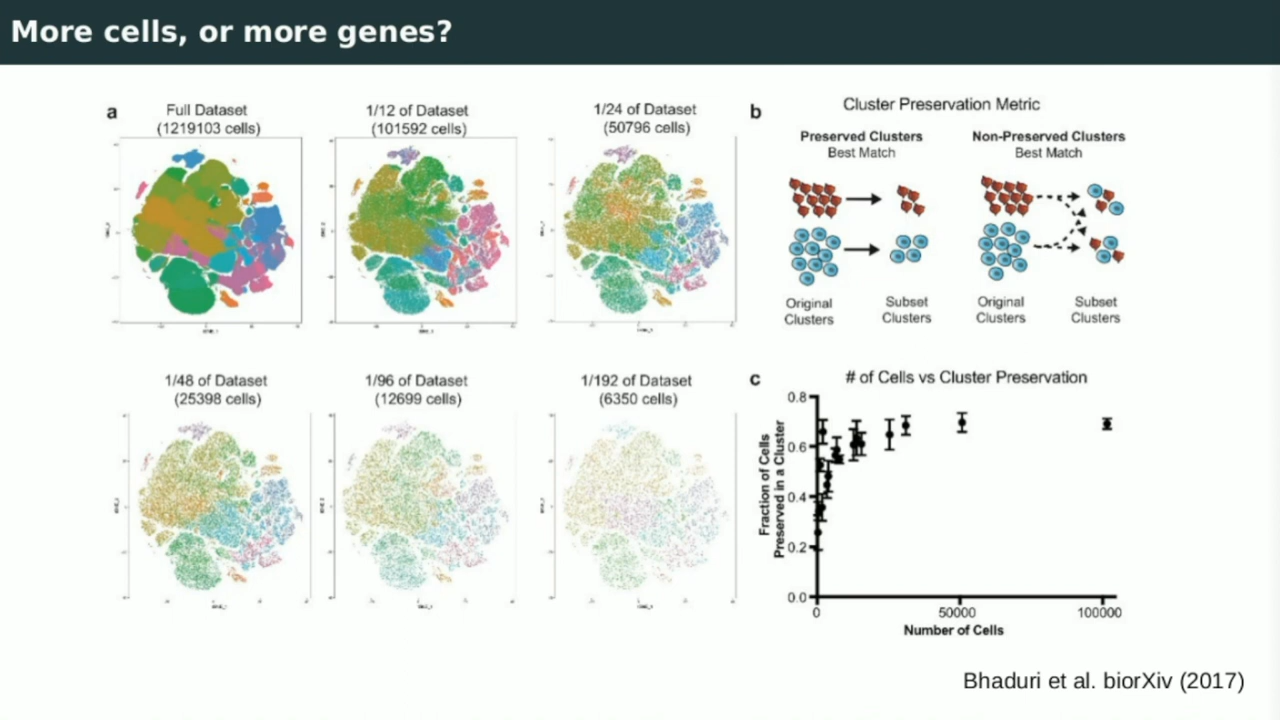 More cells, or more genes?
a
Full Dataset
(1219103 cells)
1/12 of Dataset
(101592 cells)
1/24 of Dataset
(50796 cells)
1/48 of Dataset
(25398 cells)
1/96 of Dataset
(12699 cells)
1/192 of Dataset
(6350 cells)
b
Cluster Preservation Metric
Preserved Clusters
Best Match
Non-Preserved Clusters
Best Match
Original
Clusters
Subset
Clusters
Original
Clusters
Subset
Clusters
c
# of Cells vs Cluster Preservation
Fraction of Cells
Preserved in a Cluster
0.8
0.6
0.4
0.2
0.0
0
50000
100000
Number of Cells
Bhaduri et al. biorXiv (2017)